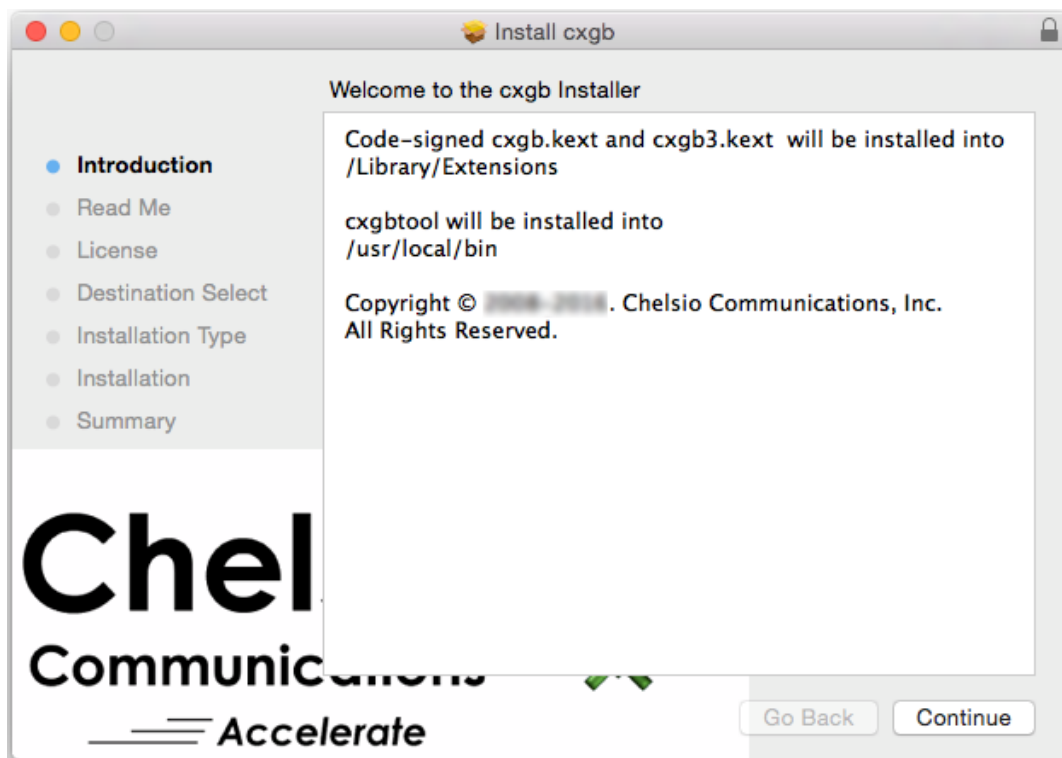 Install cxgb
Welcome to the cxgb Installer
Introduction
Read Me
License
Destination Select
Installation Type
Installation
Summary
Code-signed cxgb.kext and cxgb3.kext will be installed into
/Library/Extensions
cxgbtool will be installed into
/usr/local/bin
Copyright © . Chelsio Communications, Inc.
All Rights Reserved.
Chel
Communications
Accelerate
Go Back
Continue